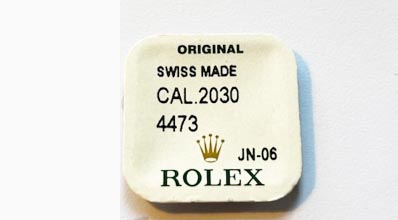 ORIGINAL
SWISS MADE
CAL.2030
4473
JN-06
ROLEX